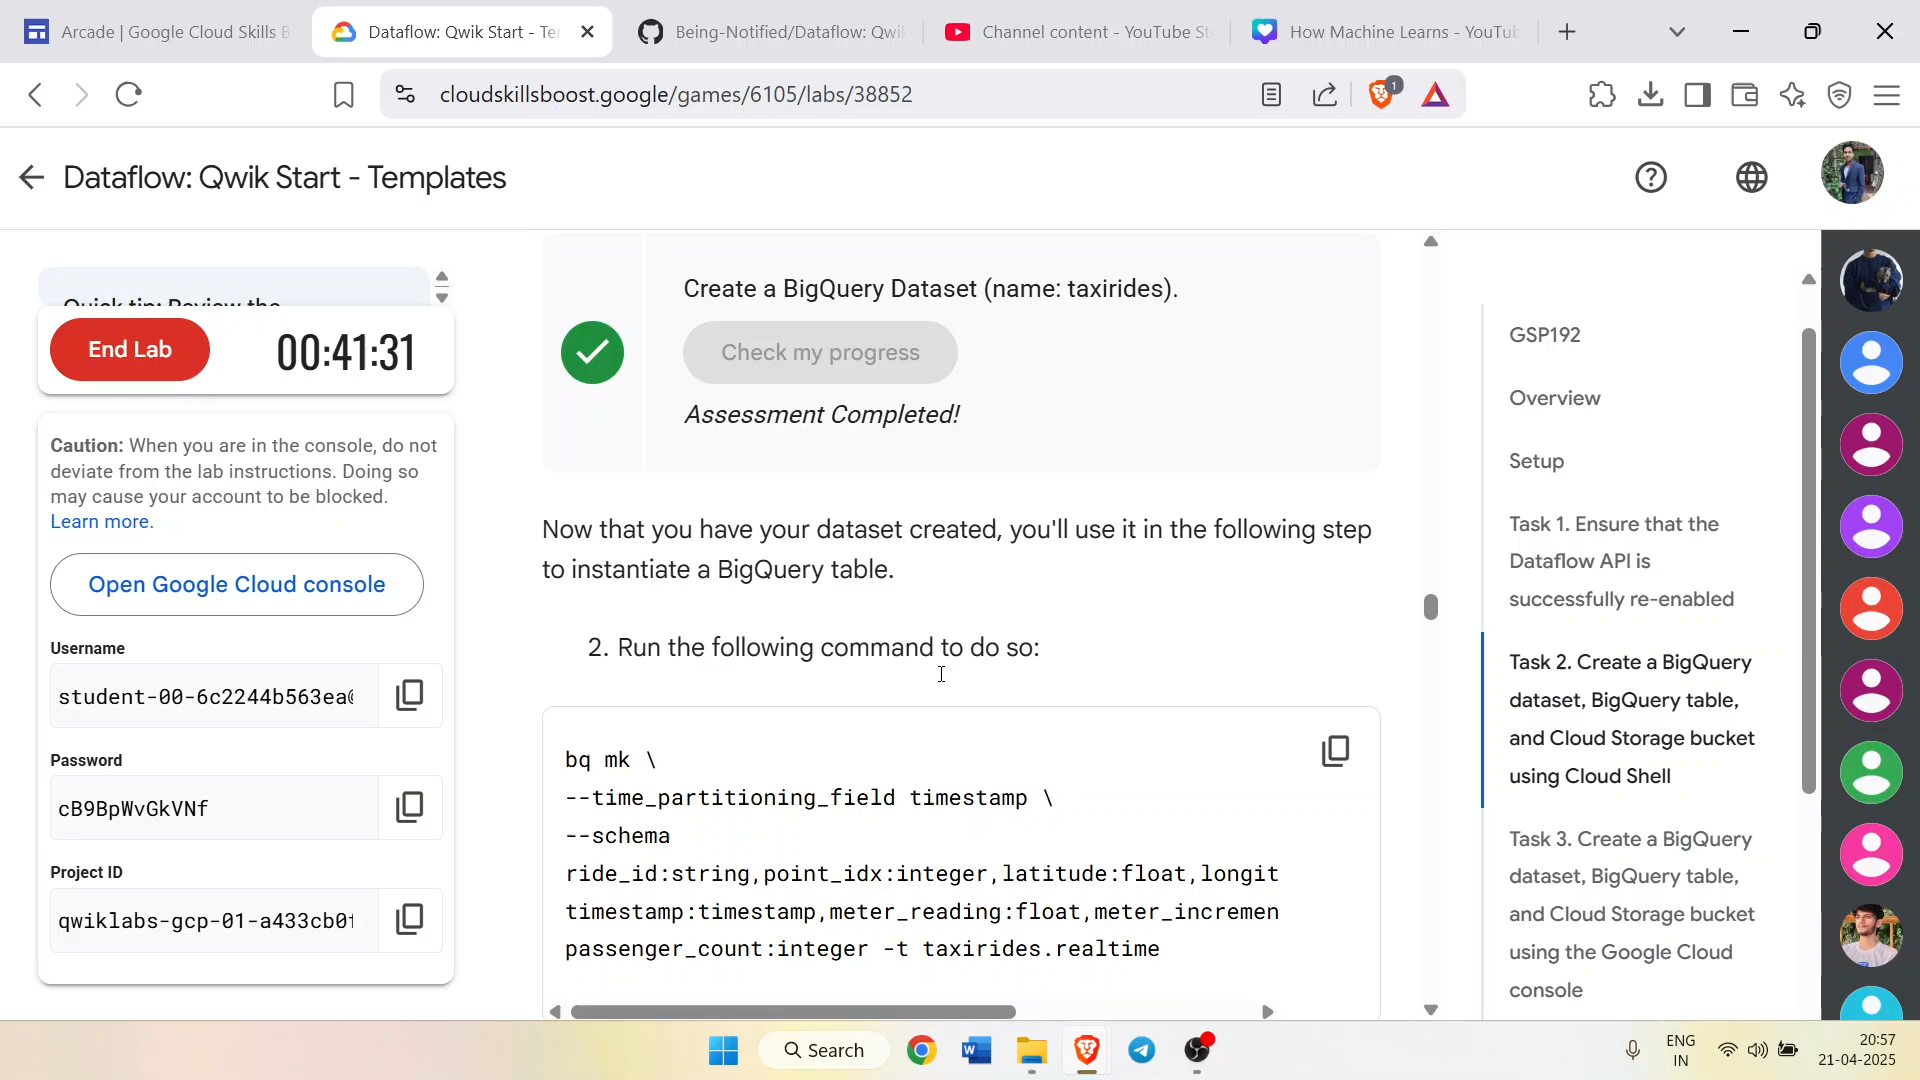 Arcade | Google Cloud Skills B
Dataflow: Qwik Start - Te
Being-Notified/Dataflow: Qwi
Channel content - YouTube St
How Machine Learns - YouTub
cloudskillsboost.google/games/6105/labs/38852
1
Dataflow: Qwik Start - Templates
Quick tip: Review the
End Lab
00:41:31
Caution: When you are in the console, do not
deviate from the lab instructions. Doing so
may cause your account to be blocked.
Learn more.
Open Google Cloud console
Username
student-00-6c2244b563ea@
Password
cB9BpWvGkVNf
Project ID
qwiklabs-gcp-01-a433cb0f
Create a BigQuery Dataset (name: taxirides).
Check my progress
Assessment Completed!
Now that you have your dataset created, you'll use it in the following step
to instantiate a BigQuery table.
2. Run the following command to do so:
bq mk \
--time_partitioning_field timestamp \
--schema
ride_id:string,point_idx:integer,latitude:float,longit
timestamp:timestamp,meter_reading:float,meter_incremen
passenger_count:integer -t taxirides.realtime
GSP192
Overview
Setup
Task 1. Ensure that the
Dataflow API is
successfully re-enabled
Task 2. Create a BigQuery
dataset, BigQuery table,
and Cloud Storage bucket
using Cloud Shell
Task 3. Create a BigQuery
dataset, BigQuery table,
and Cloud Storage bucket
using the Google Cloud
console
Search
ENG
IN
20:57
21-04-2025